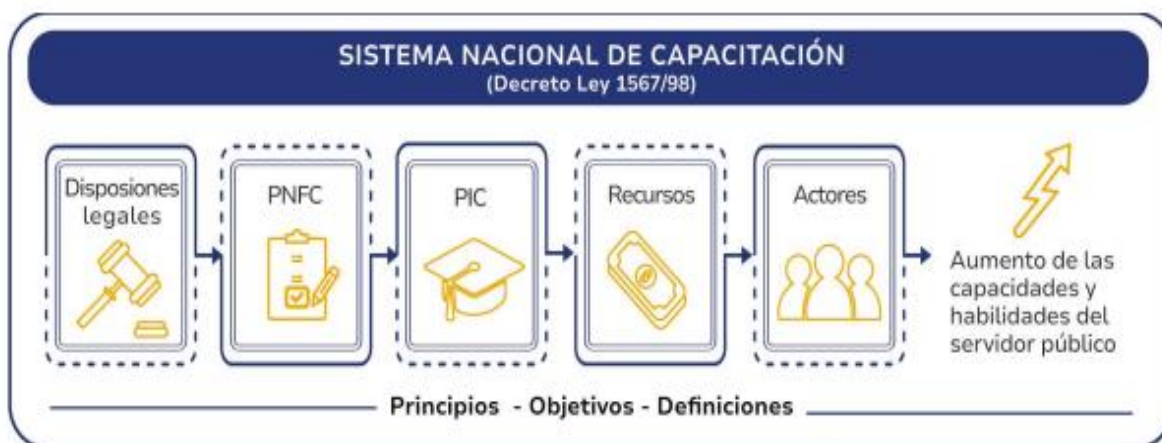 SISTEMA NACIONAL DE CAPACITACIÓN
(Decreto Ley 1567/98)
Disposiones
legales
PNFC
PIC
Recursos
Actores
Aumento de las
capacidades y
habilidades del
servidor público
Principios - Objetivos - Definiciones